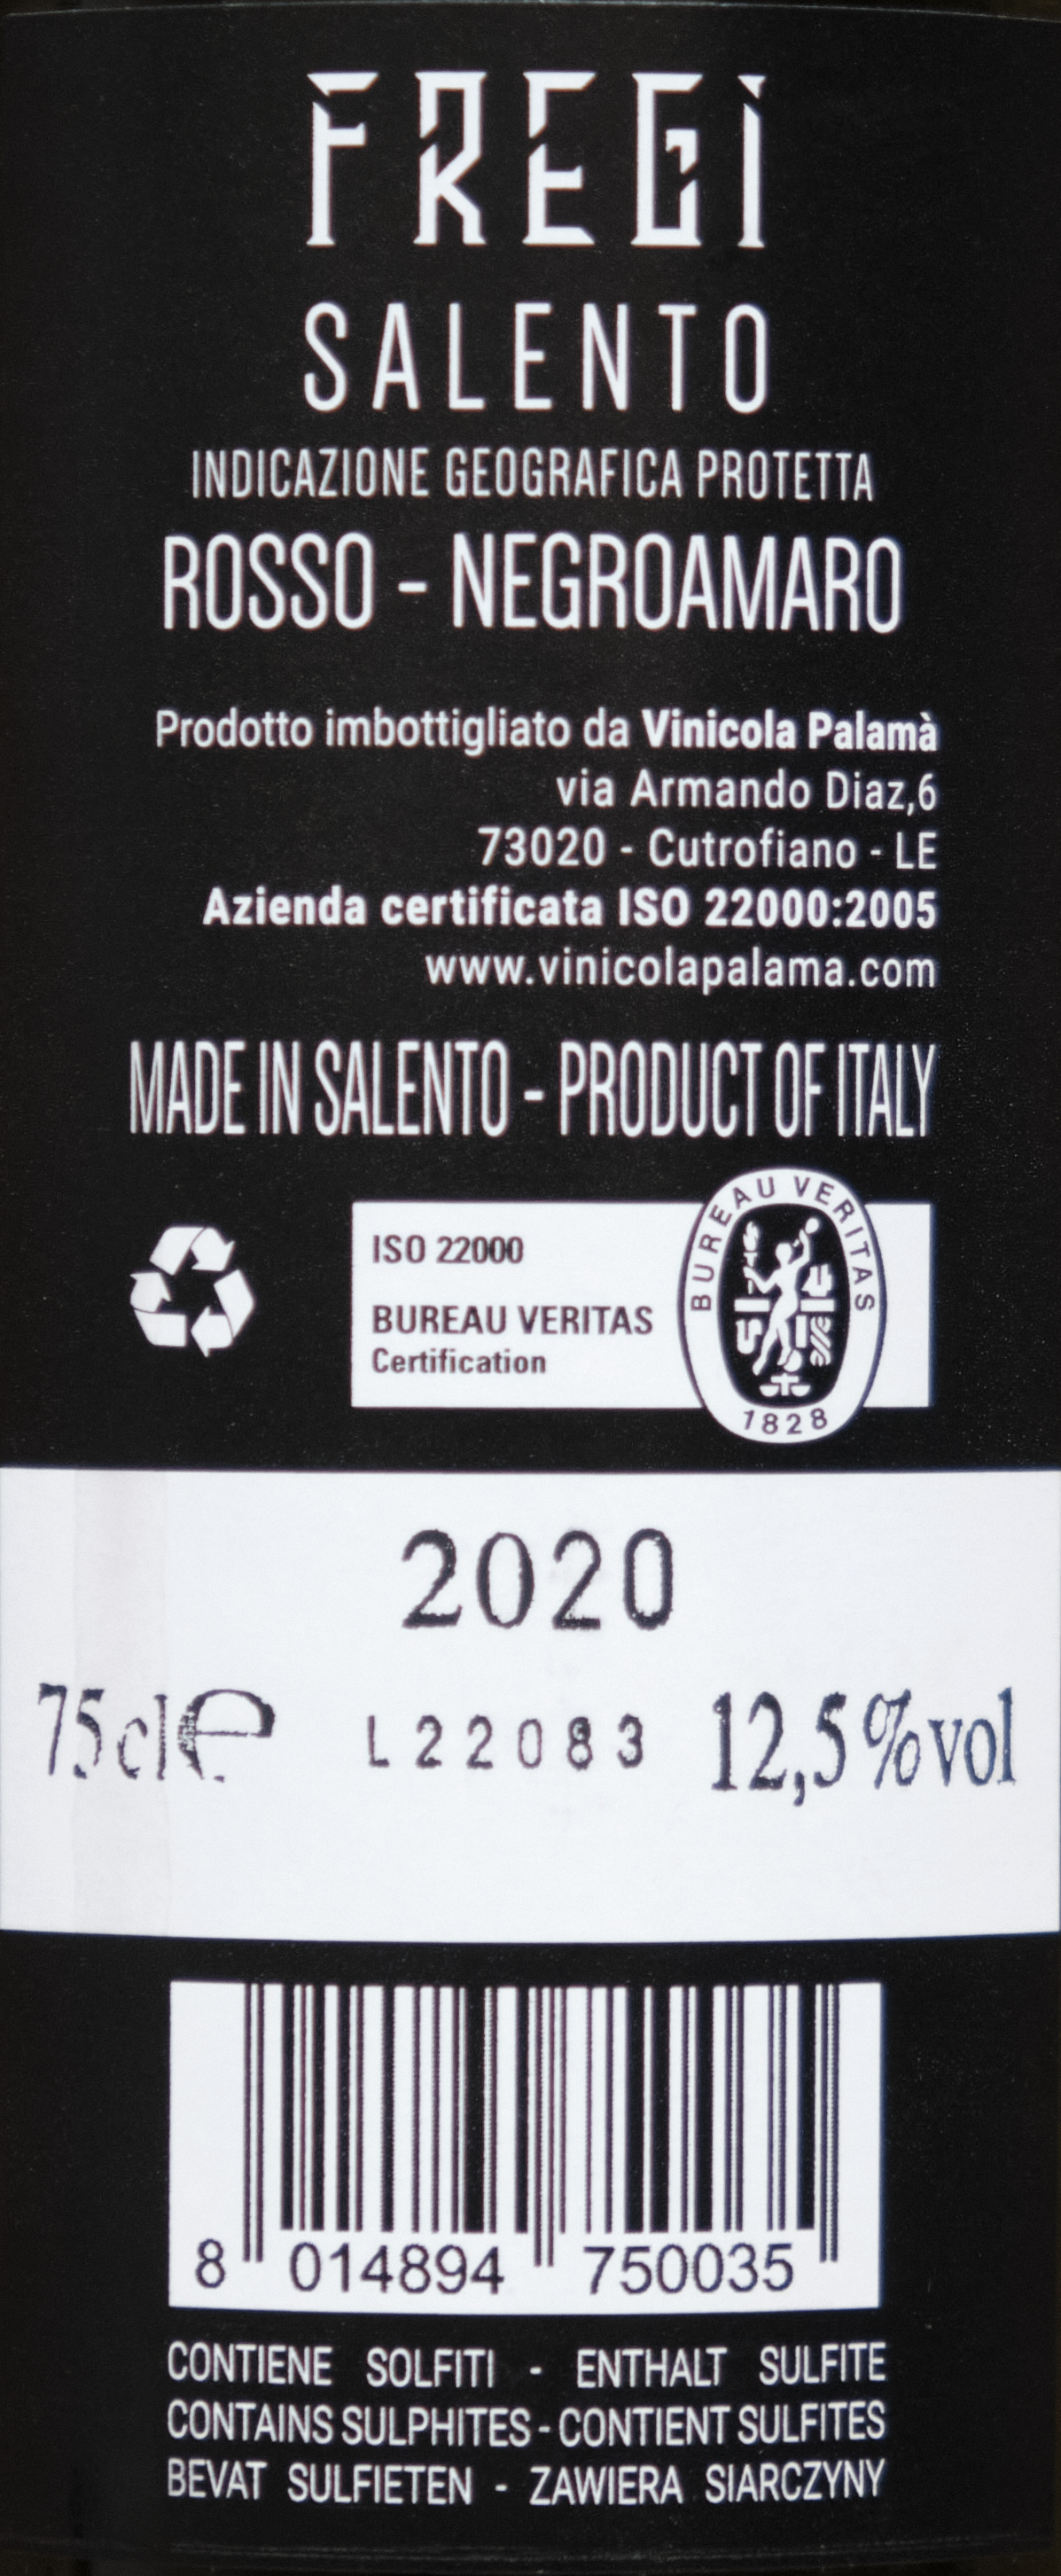 FREGI
SALENTO
INDICAZIONE GEOGRAFICA PROTETTA
ROSSO - NEGROAMARO
Prodotto imbottigliato da Vinicola Palamà
via Armando Diaz,6
73020 - Cutrofiano - LE
Azienda certificata ISO 22000:2005
www.vinicolapalama.com
MADE IN SALENTO - PRODUCT OF ITALY
ISO 22000
BUREAU VERITAS
Certification
BUREAU VERITAS
1828
2020
75 cl e L22083 12,5%vol
8 014894 750035
CONTIENE SOLFITI - ENTHALT SULFITE
CONTAINS SULPHITES - CONTIENT SULFITES
BEVAT SULFIETEN - ZAWIERA SIARCZYNY